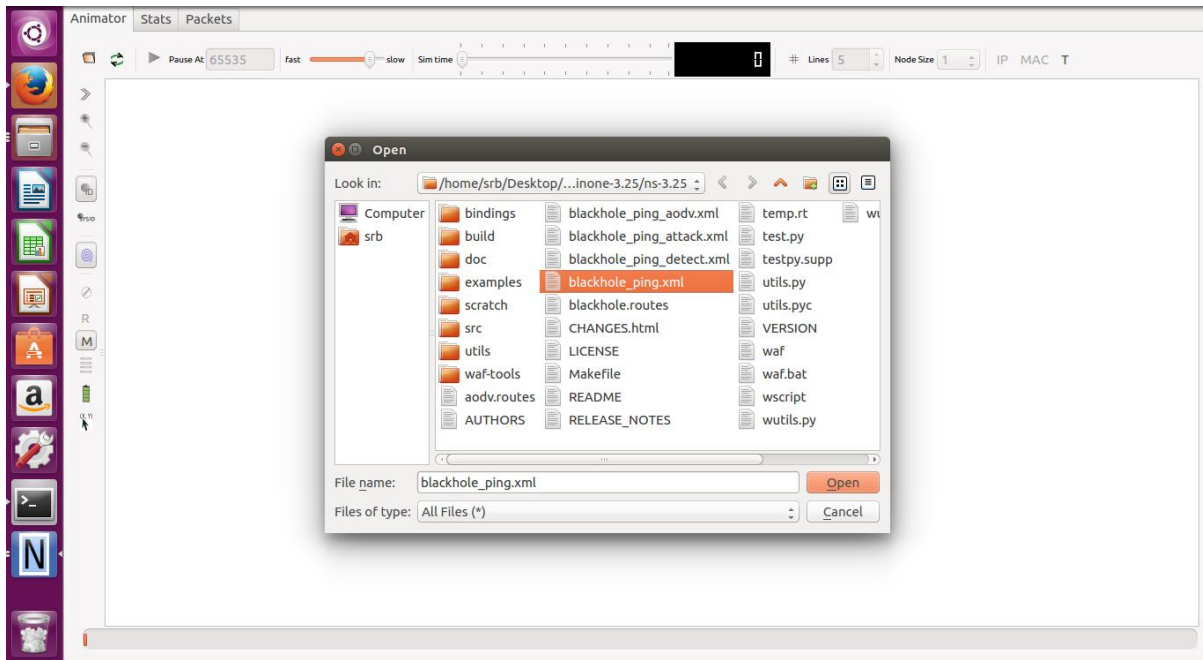 Animator Stats Packets
Pause At 65535 fast slow Sim time 0 # Lines 5 Node Size 1 IP MAC T
Open
Look in: /home/srb/Desktop/...inone-3.25/ns-3.25
Computer
srb
bindings
build
doc
examples
scratch
src
utils
waf-tools
aodv.routes
AUTHORS
blackhole_ping_aodv.xml
blackhole_ping_attack.xml
blackhole_ping_detect.xml
blackhole_ping.xml
blackhole.routes
CHANGES.html
LICENSE
Makefile
README
RELEASE_NOTES
temp.rt
test.py
testpy.supp
utils.py
utils.pyc
VERSION
waf
waf.bat
wscript
wutils.py
File name: blackhole_ping.xml Open
Files of type: All Files (*) Cancel
R
M
a
N